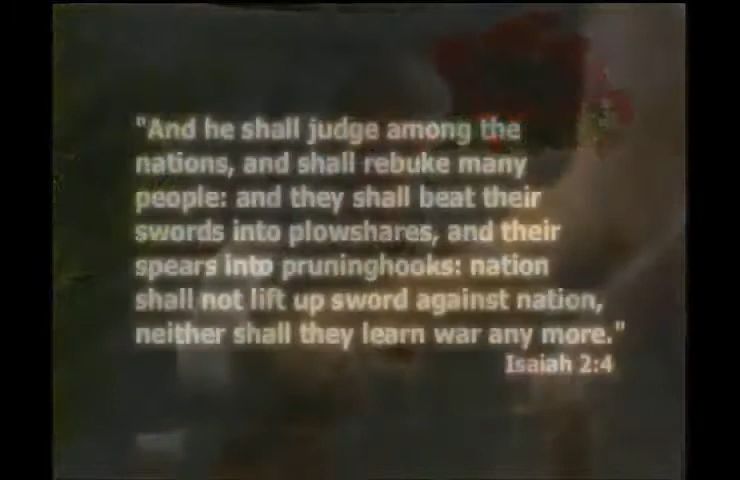 "And he shall judge among the
nations, and shall rebuke many
people: and they shall beat their
swords into plowshares, and their
spears into pruninghooks: nation
shall not lift up sword against nation,
neither shall they learn war any more."
Isaiah 2:4